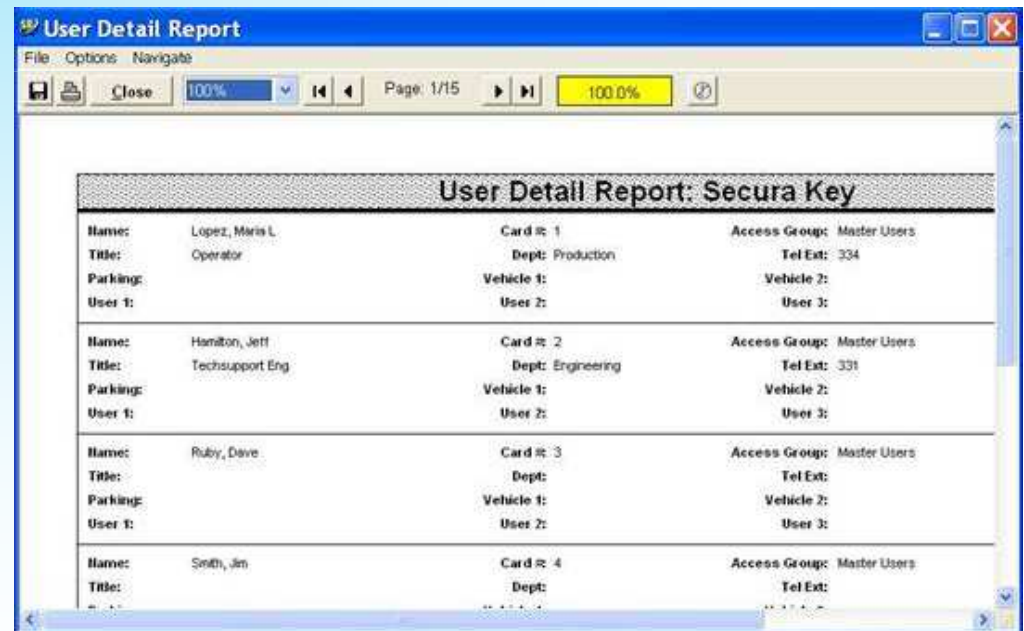 User Detail Report
File Options Navigate
Close 100% Page: 1/15 100.0%
User Detail Report: Secura Key
Name: Lopez, Maria L Card #: 1 Access Group: Master Users
Title: Operator Dept: Production Tel Ext: 334
Parking: Vehicle 1: Vehicle 2:
User 1: User 2: User 3:
Name: Hamilton, Jeff Card #: 2 Access Group: Master Users
Title: Techsupport Eng Dept: Engineering Tel Ext: 331
Parking: Vehicle 1: Vehicle 2:
User 1: User 2: User 3:
Name: Ruby, Dave Card #: 3 Access Group: Master Users
Title: Dept: Tel Ext:
Parking: Vehicle 1: Vehicle 2:
User 1: User 2: User 3:
Name: Smith, Jim Card #: 4 Access Group: Master Users
Title: Dept: Tel Ext: